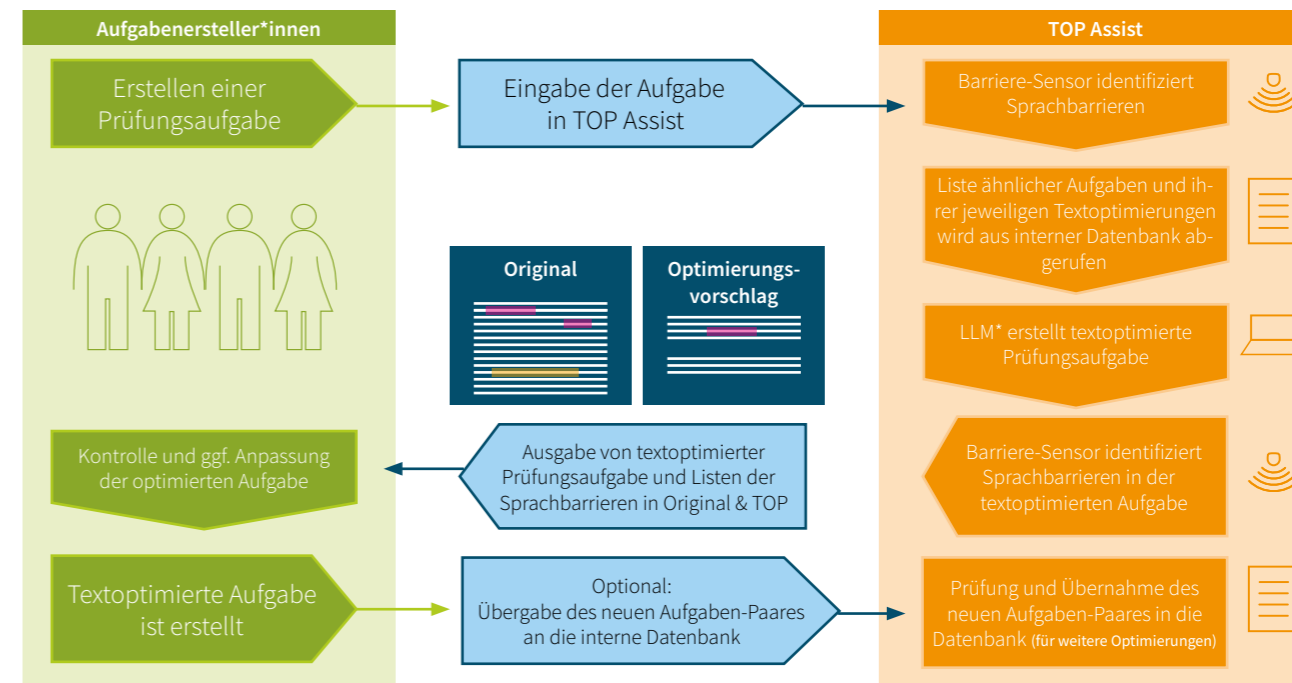 Aufgabenersteller*innen
TOP Assist
Erstellen einer
Prüfungsaufgabe
Eingabe der Aufgabe
in TOP Assist
Barriere-Sensor identifiziert
Sprachbarrieren
Liste ähnlicher Aufgaben und ih-
rer jeweiligen Textoptimierungen
wird aus interner Datenbank ab-
gerufen
Original
Optimierungs-
vorschlag
LLM* erstellt textoptimierte
Prüfungsaufgabe
Barriere-Sensor identifiziert
Sprachbarrieren in der
textoptimierten Aufgabe
Ausgabe von textoptimierter
Prüfungsaufgabe und Listen der
Sprachbarrieren in Original & TOP
Kontrolle und ggf. Anpassung
der optimierten Aufgabe
Textoptimierte Aufgabe
ist erstellt
Optional:
Übergabe des neuen Aufgaben-Paares
an die interne Datenbank
Prüfung und Übernahme des
neuen Aufgaben-Paares in die
Datenbank (für weitere Optimierungen)